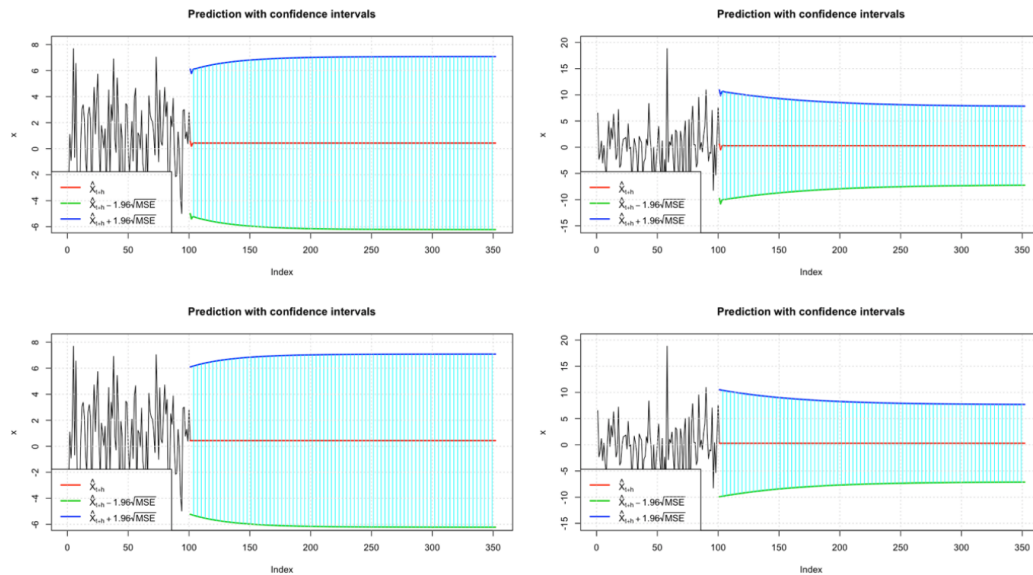 Prediction with confidence intervals
x
8
6
4
2
0
-2
-4
-6
X̂t+h
X̂t+h − 1.96√MSE
X̂t+h + 1.96√MSE
0 50 100 150 200 250 300 350
Index
Prediction with confidence intervals
x
20
15
10
5
0
-5
-10
-15
X̂t+h
X̂t+h − 1.96√MSE
X̂t+h + 1.96√MSE
0 50 100 150 200 250 300 350
Index
Prediction with confidence intervals
x
8
6
4
2
0
-2
-4
-6
X̂t+h
X̂t+h − 1.96√MSE
X̂t+h + 1.96√MSE
0 50 100 150 200 250 300 350
Index
Prediction with confidence intervals
x
20
15
10
5
0
-5
-10
-15
X̂t+h
X̂t+h − 1.96√MSE
X̂t+h + 1.96√MSE
0 50 100 150 200 250 300 350
Index